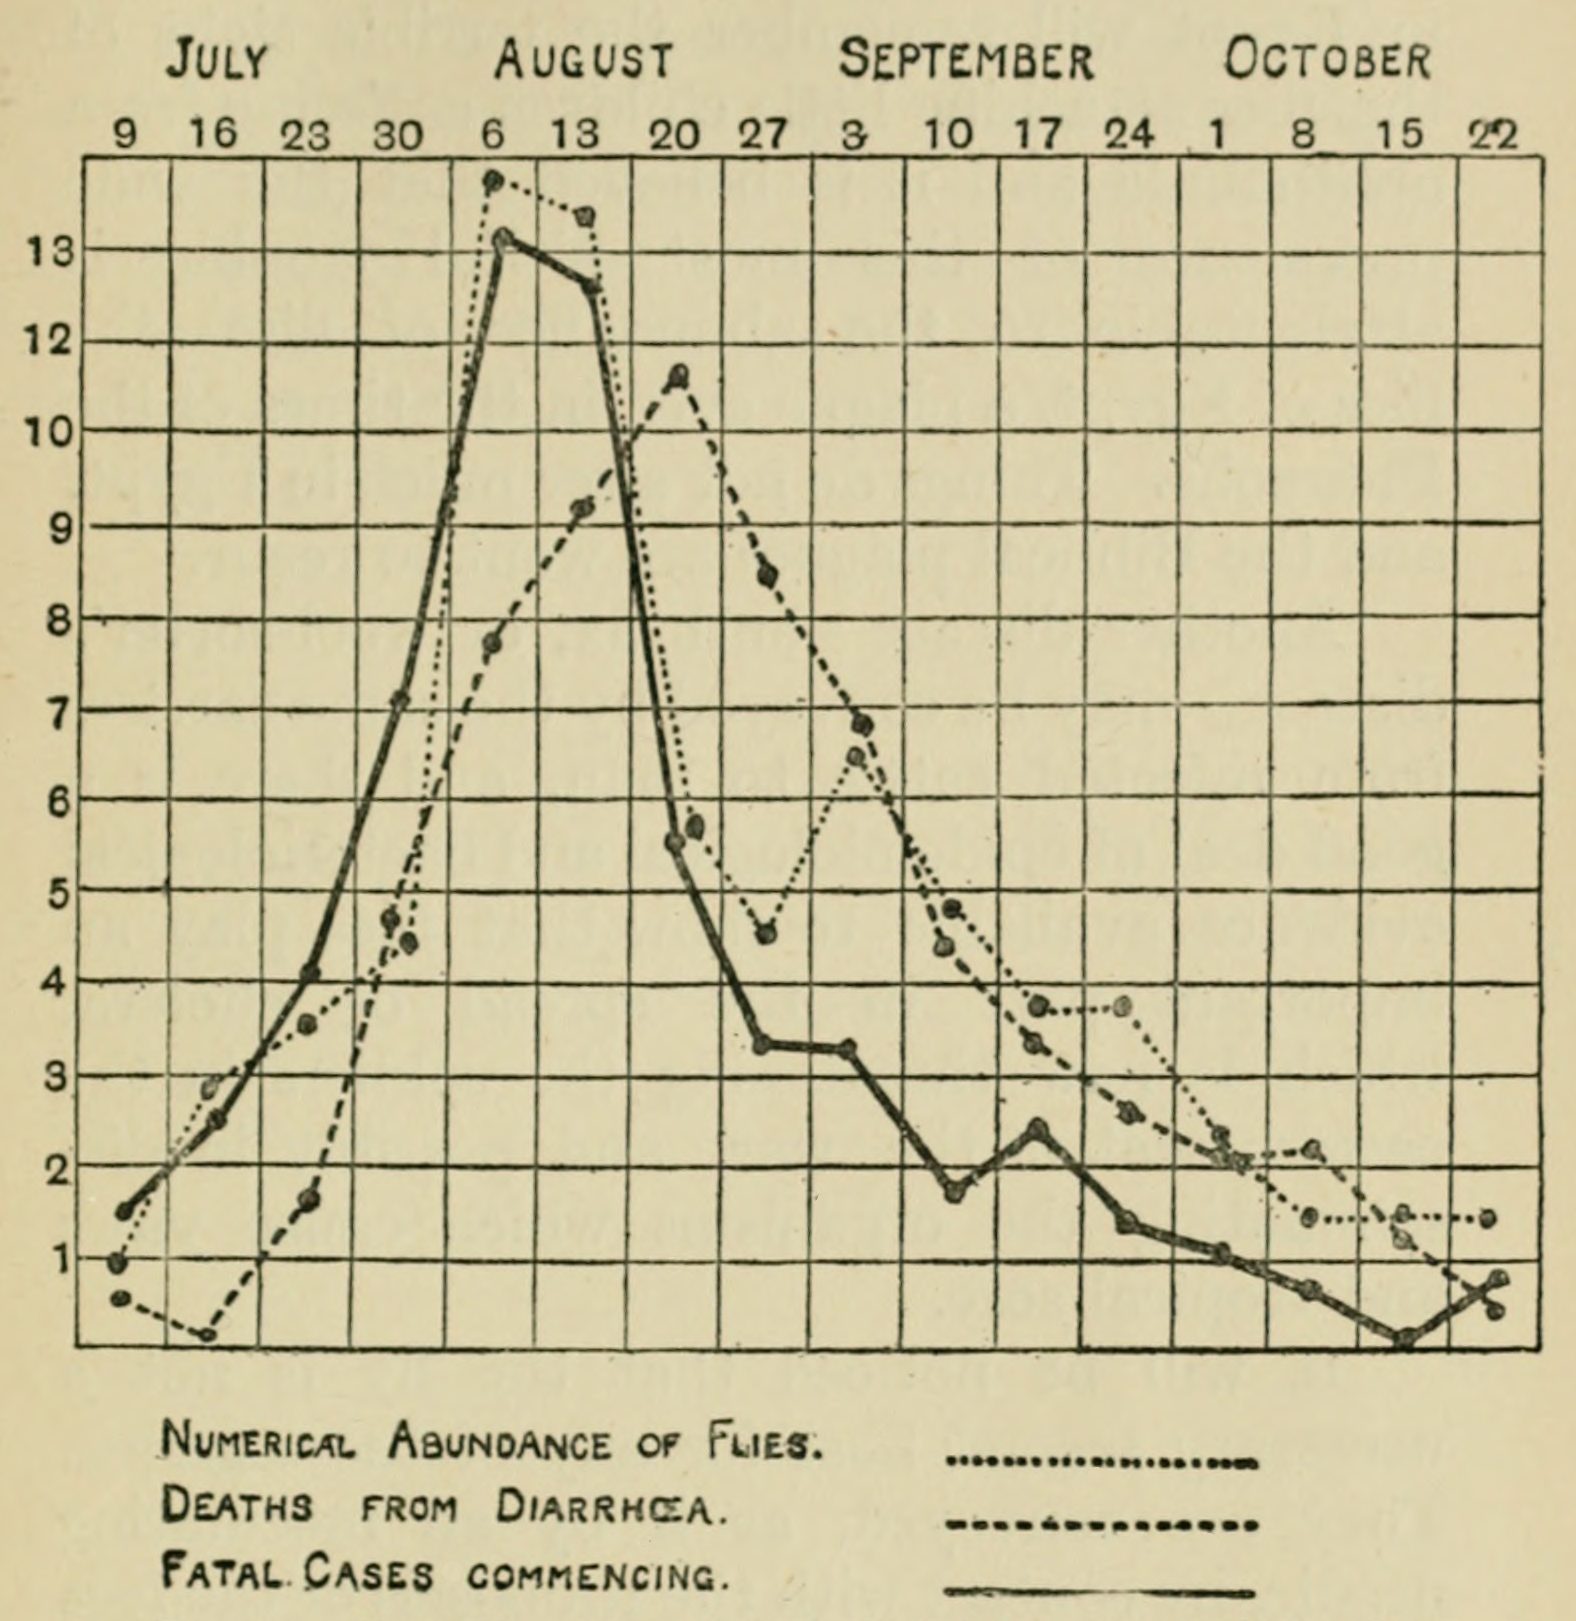 JULY AUGUST SEPTEMBER OCTOBER
9 16 23 30 6 13 20 27 3 10 17 24 1 8 15 22
13
12
10
9
8
7
6
5
4
3
2
1
NUMERICAL ABUNDANCE OF FLIES.
DEATHS FROM DIARRHŒA.
FATAL CASES COMMENCING.